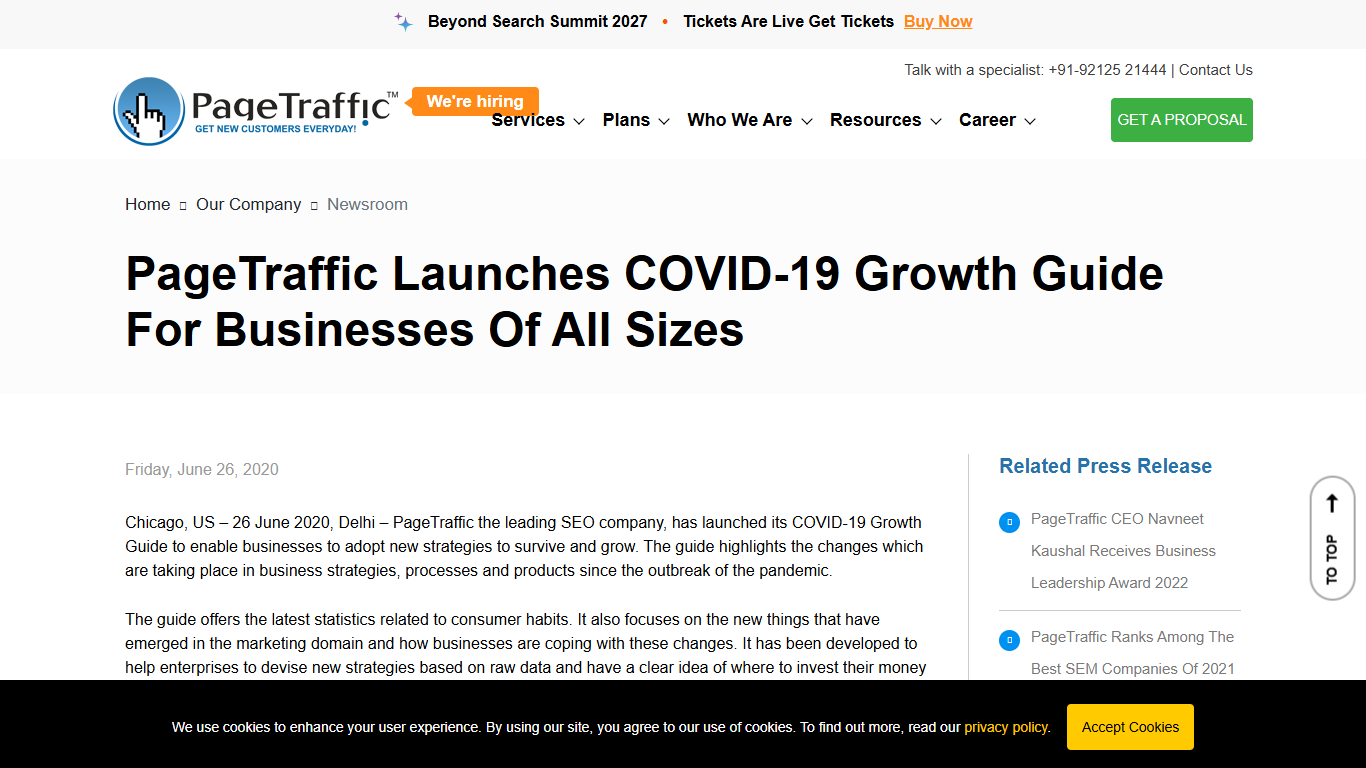 Beyond Search Summit 2027 • Tickets Are Live Get Tickets Buy Now
Talk with a specialist: +91-92125 21444 | Contact Us
PageTraffic™
GET NEW CUSTOMERS EVERYDAY!
We're hiring
Services Plans Who We Are Resources Career
GET A PROPOSAL
Home Our Company Newsroom
PageTraffic Launches COVID-19 Growth Guide
For Businesses Of All Sizes
Friday, June 26, 2020
Chicago, US – 26 June 2020, Delhi – PageTraffic the leading SEO company, has launched its COVID-19 Growth
Guide to enable businesses to adopt new strategies to survive and grow. The guide highlights the changes which
are taking place in business strategies, processes and products since the outbreak of the pandemic.
The guide offers the latest statistics related to consumer habits. It also focuses on the new things that have
emerged in the marketing domain and how businesses are coping with these changes. It has been developed to
help enterprises to devise new strategies based on raw data and have a clear idea of where to invest their money
Related Press Release
PageTraffic CEO Navneet
Kaushal Receives Business
Leadership Award 2022
PageTraffic Ranks Among The
Best SEM Companies Of 2021
TO TOP
We use cookies to enhance your user experience. By using our site, you agree to our use of cookies. To find out more, read our privacy policy.
Accept Cookies